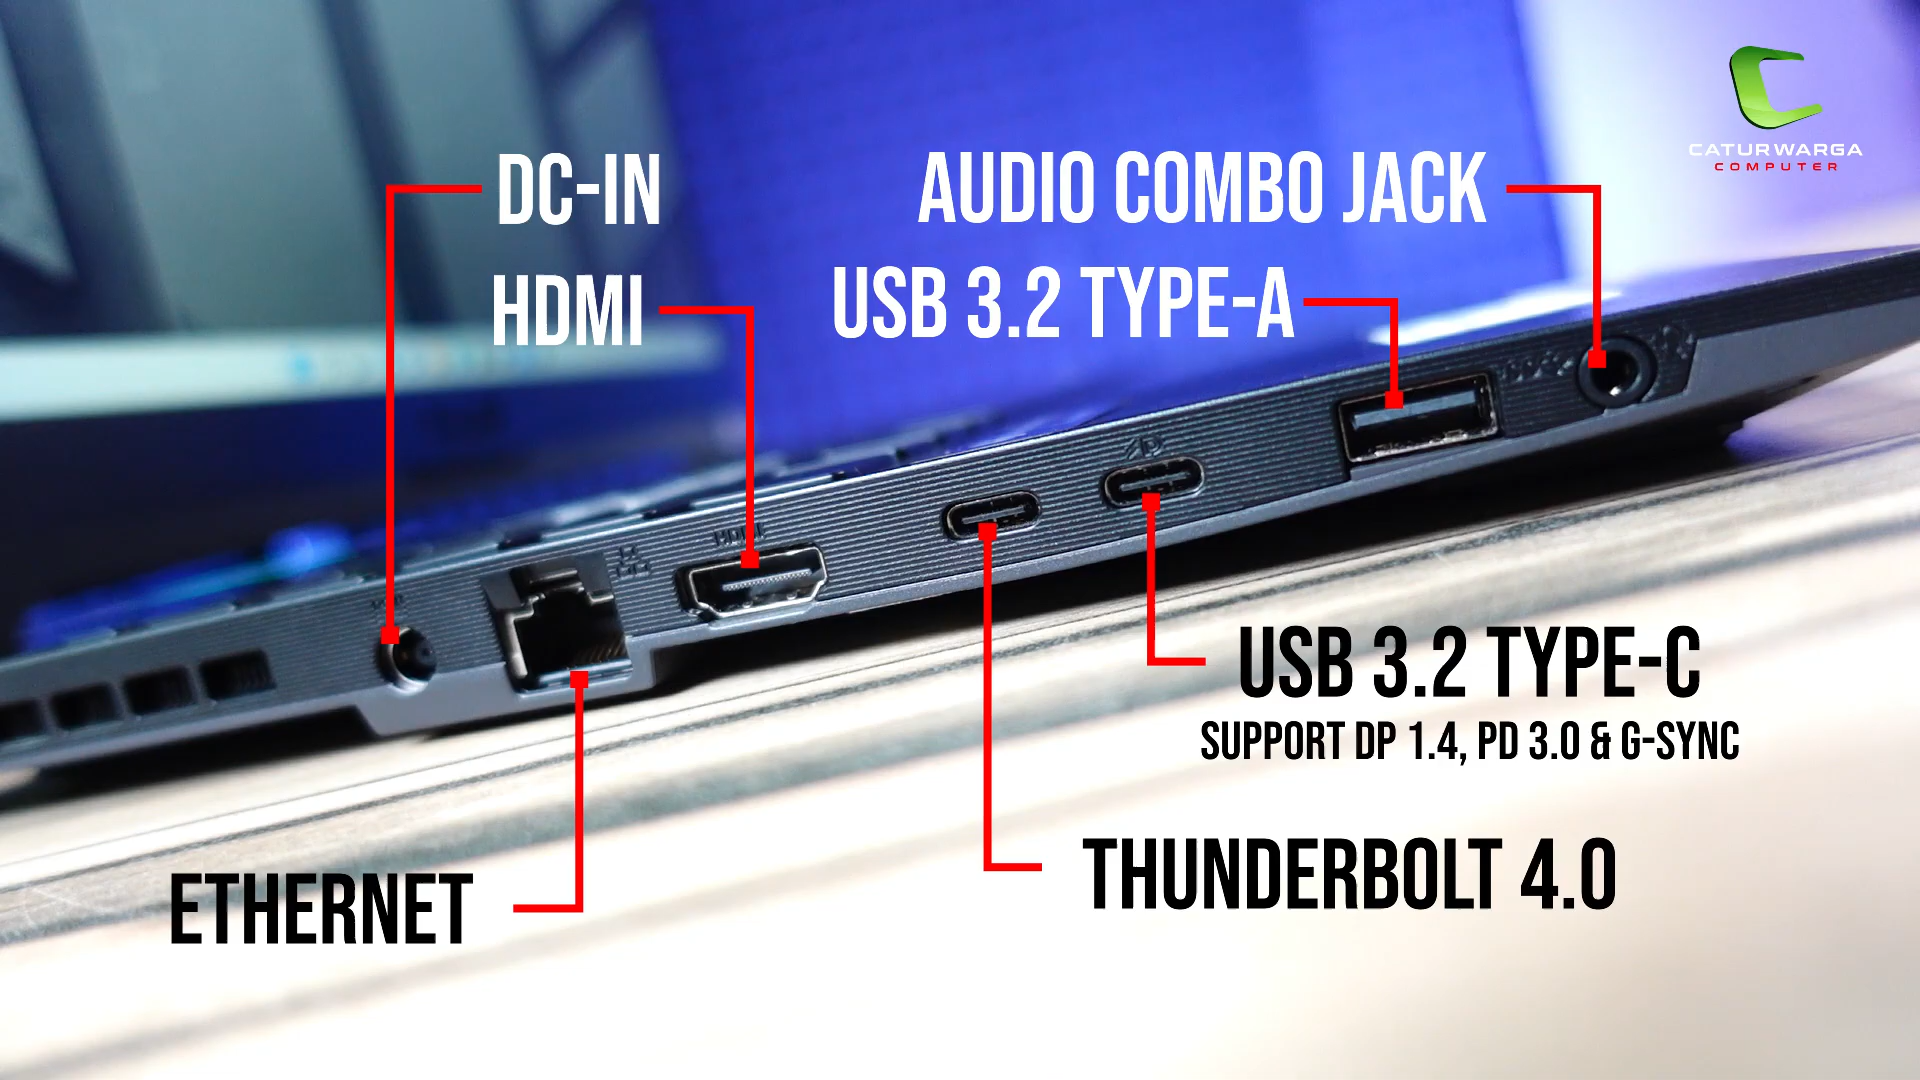 CATURWARGA
COMPUTER
DC-IN
AUDIO COMBO JACK
HDMI
USB 3.2 TYPE-A
HDMI
USB 3.2 TYPE-C
SUPPORT DP 1.4, PD 3.0 & G-SYNC
THUNDERBOLT 4.0
ETHERNET